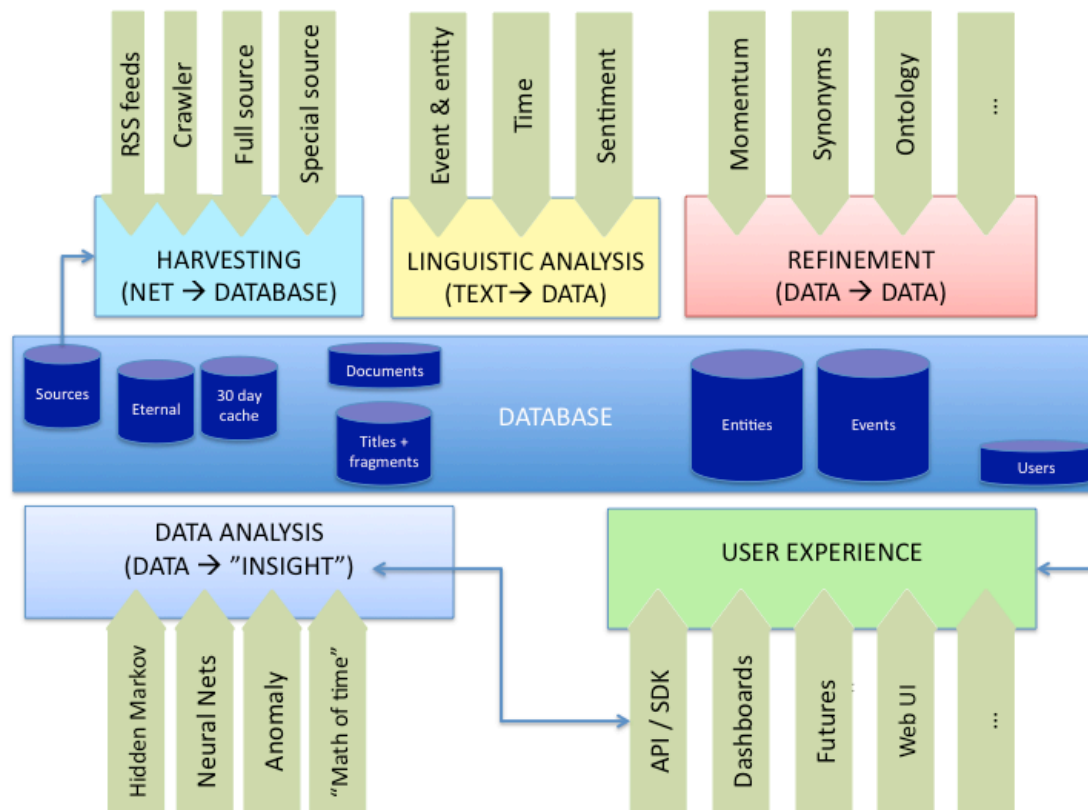 RSS feeds
Crawler
Full source
Special source
Event & entity
Time
Sentiment
Momentum
Synonyms
Ontology
...
HARVESTING
(NET → DATABASE)
LINGUISTIC ANALYSIS
(TEXT→ DATA)
REFINEMENT
(DATA → DATA)
Sources
Eternal
30 day
cache
Documents
Titles +
fragments
DATABASE
Entities
Events
Users
DATA ANALYSIS
(DATA → ”INSIGHT”)
USER EXPERIENCE
Hidden Markov
Neural Nets
Anomaly
“Math of time”
API / SDK
Dashboards
Futures
Web UI
...